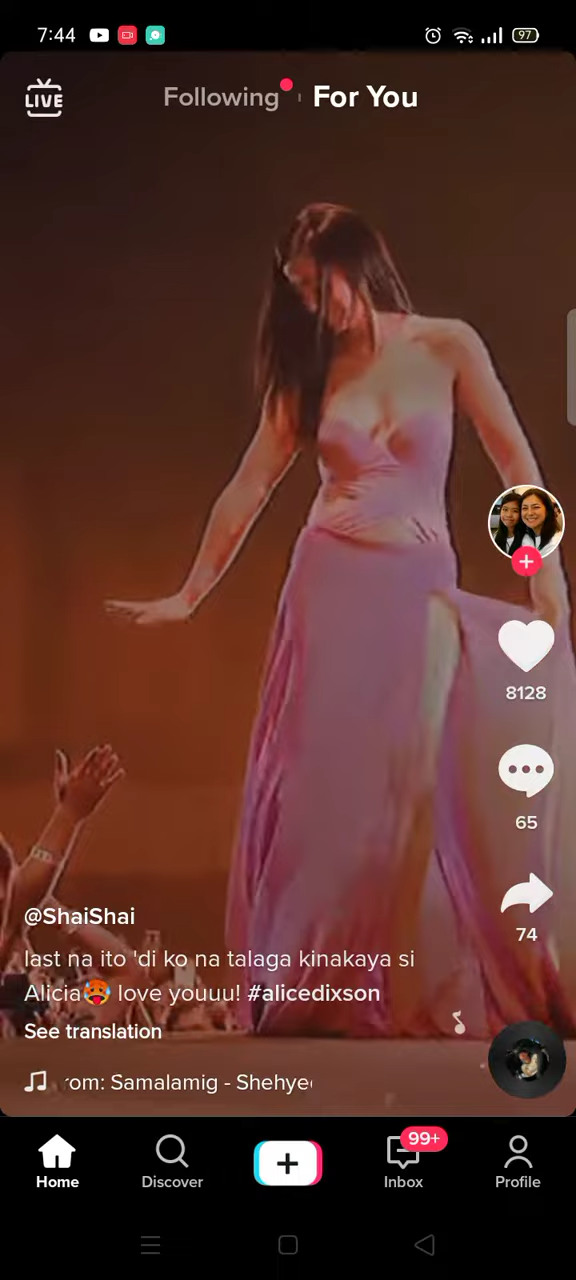 7:44
97
LIVE
Following
For You
8128
65
74
@ShaiShai
last na ito 'di ko na talaga kinakaya si
Alicia🥵 love youuu! #alicedixson
See translation
rom: Samalamig - Shehye
99+
Home
Discover
Inbox
Profile